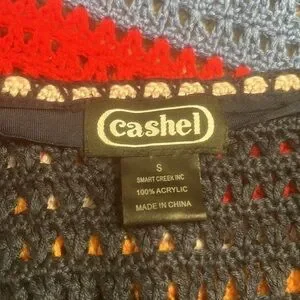 cashel
S
SMART CREEK INC
100% ACRYLIC
MADE IN CHINA